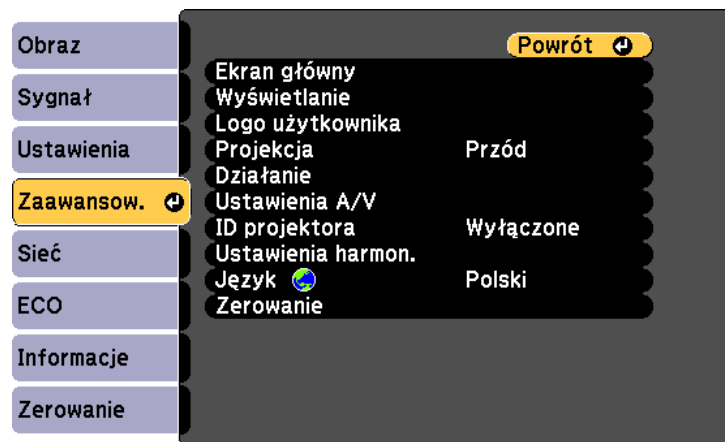 Obraz
Sygnał
Ustawienia
Zaawansow.
Sieć
ECO
Informacje
Zerowanie
Powrót
Ekran główny
Wyświetlanie
Logo użytkownika
Projekcja Przód
Działanie
Ustawienia A/V
ID projektora Wyłączone
Ustawienia harmon.
Język Polski
Zerowanie